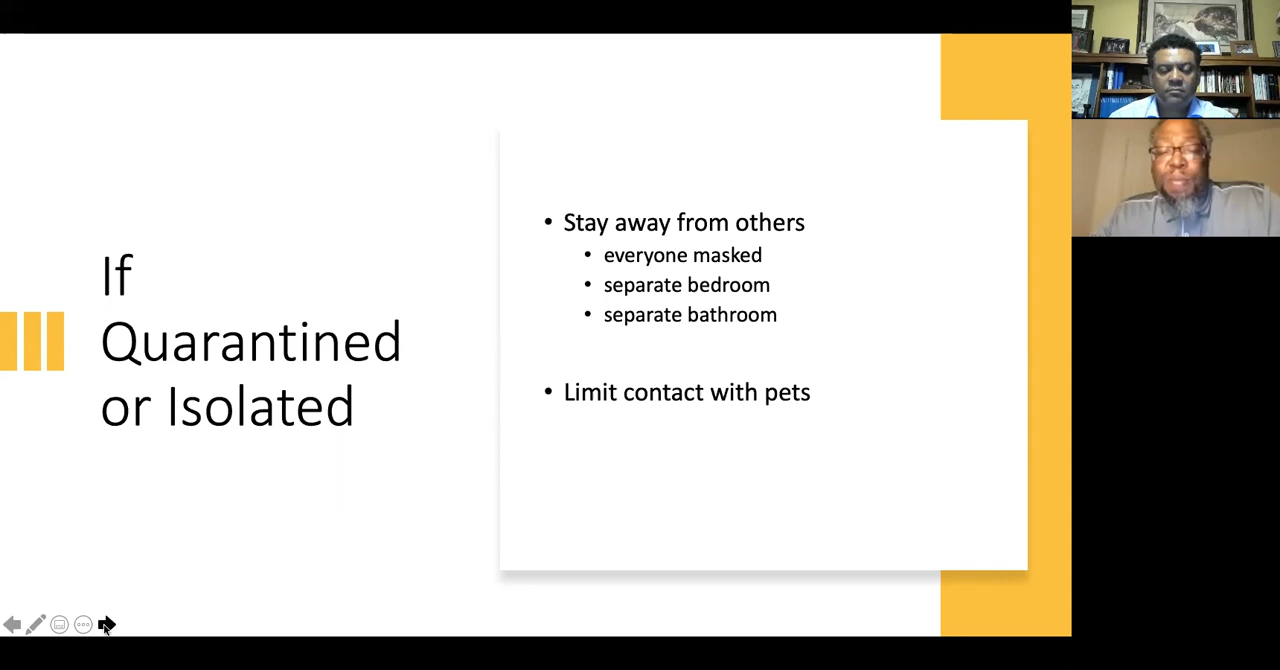 If
Quarantined
or Isolated
• Stay away from others
• everyone masked
• separate bedroom
• separate bathroom
• Limit contact with pets